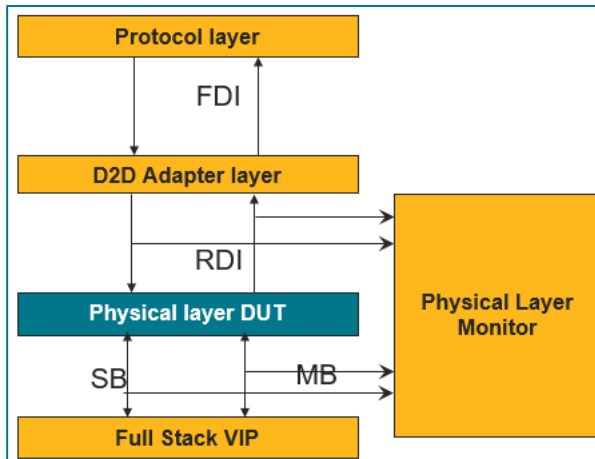 Protocol layer
FDI
D2D Adapter layer
RDI
Physical layer DUT
Physical Layer
Monitor
SB
MB
Full Stack VIP